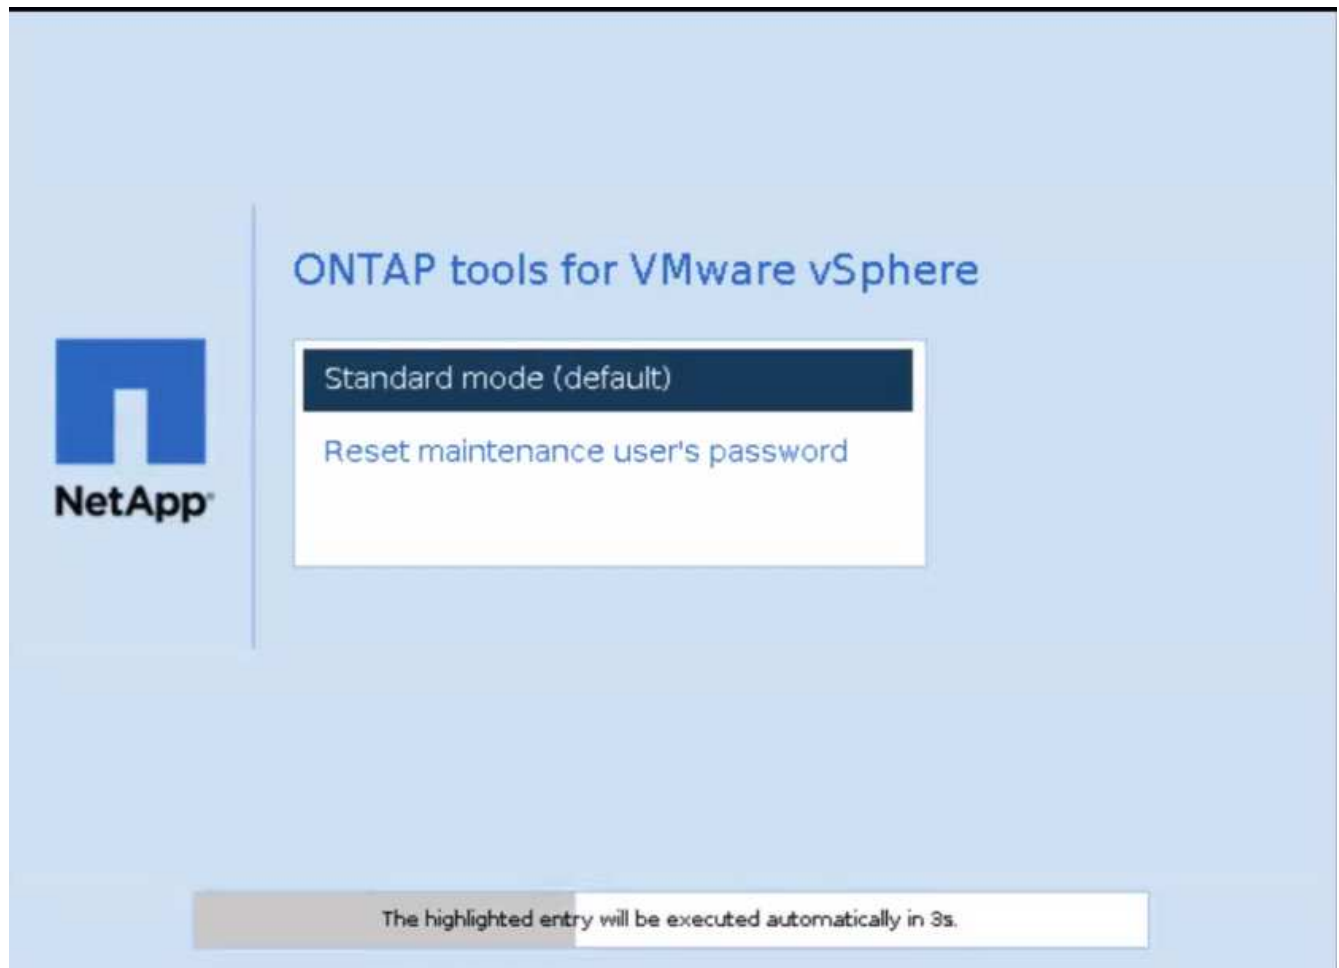 ONTAP tools for VMware vSphere
Standard mode (default)
Reset maintenance user's password
NetApp®
The highlighted entry will be executed automatically in 3s.